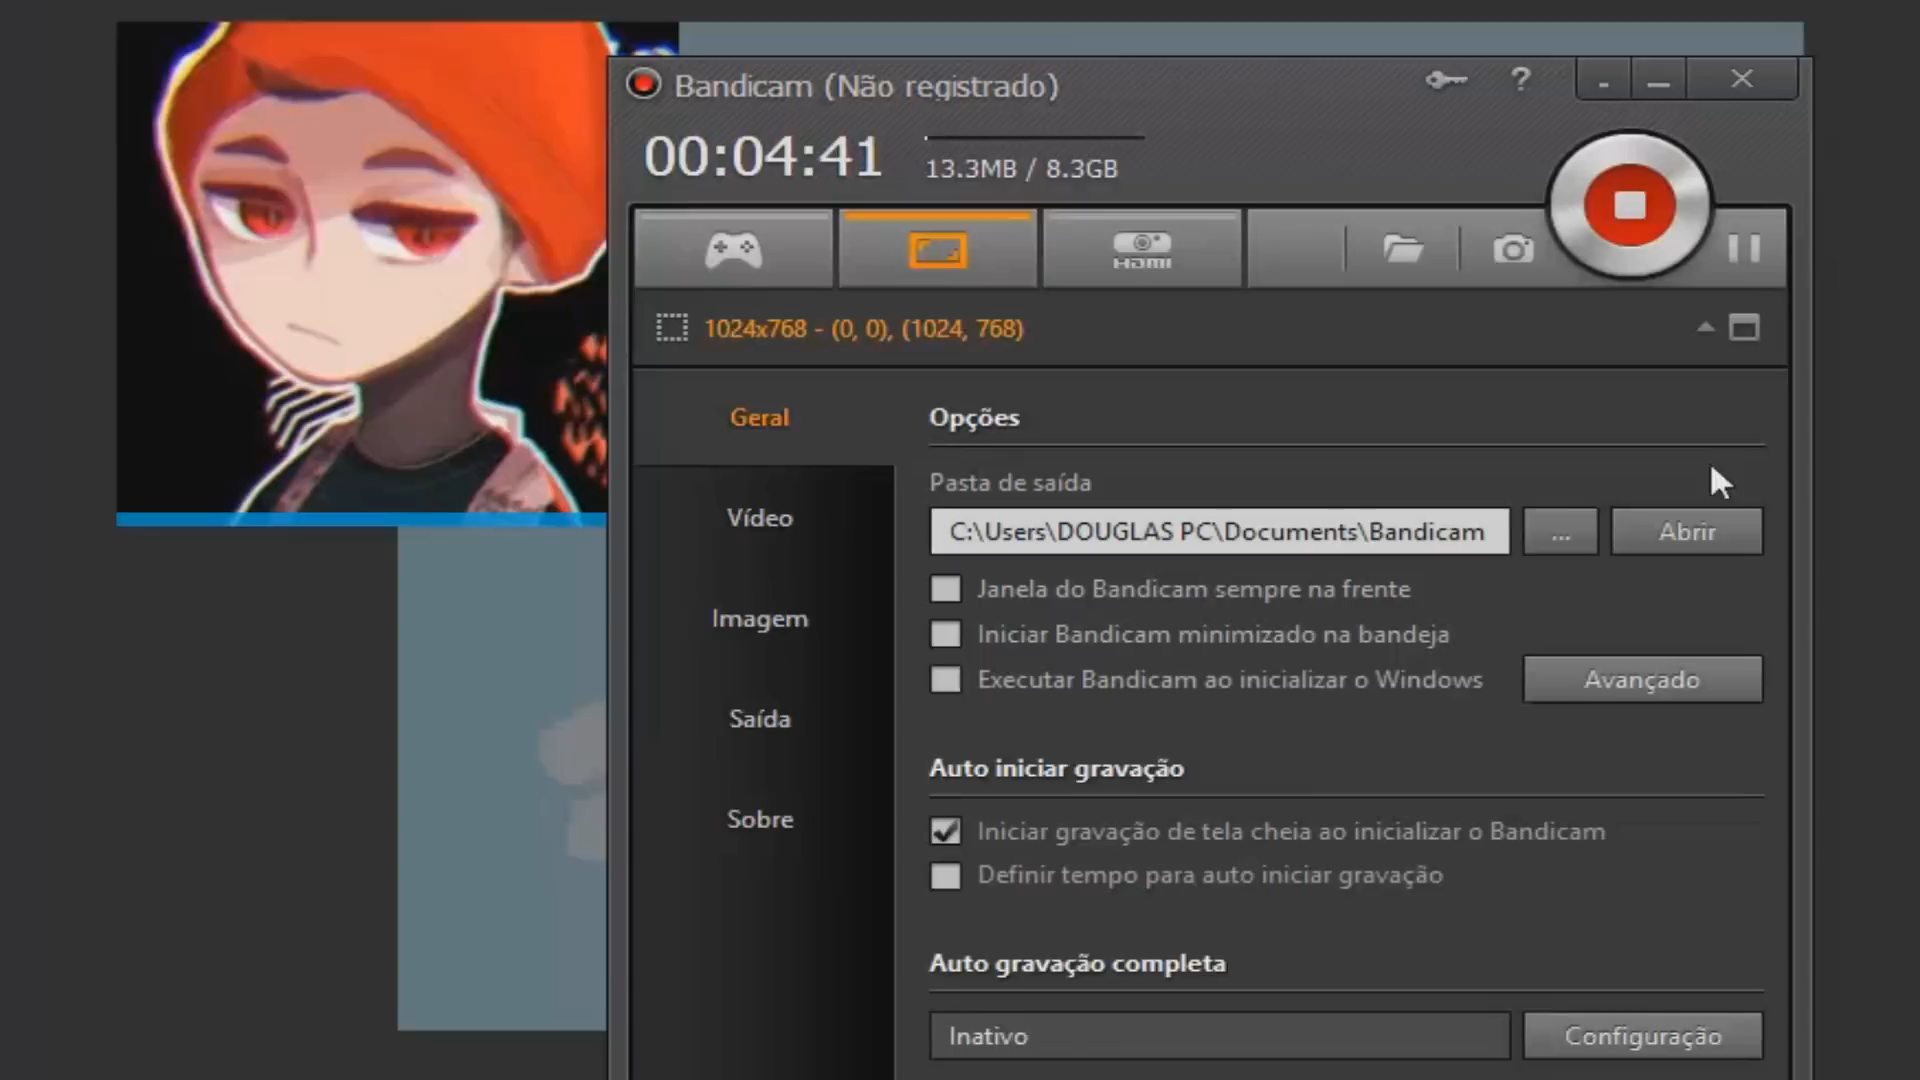 Bandicam (Não registrado)
?
00:04:41
13.3MB / 8.3GB
HDMI
1024x768 - (0, 0), (1024, 768)
Geral
Vídeo
Imagem
Saída
Sobre
Opções
Pasta de saída
C:\Users\DOUGLAS PC\Documents\Bandicam
...
Abrir
Janela do Bandicam sempre na frente
Iniciar Bandicam minimizado na bandeja
Executar Bandicam ao inicializar o Windows
Avançado
Auto iniciar gravação
Iniciar gravação de tela cheia ao inicializar o Bandicam
Definir tempo para auto iniciar gravação
Auto gravação completa
Inativo
Configuração